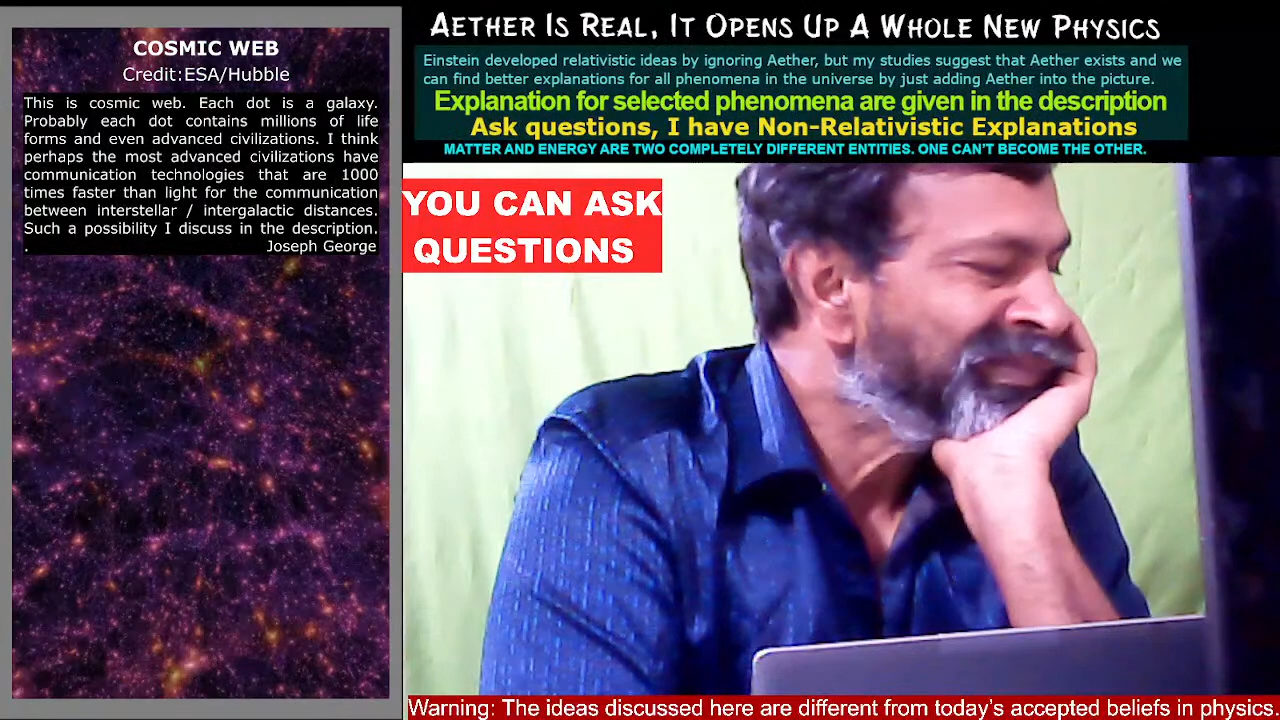 COSMIC WEB
Credit:ESA/Hubble
This is cosmic web. Each dot is a galaxy.
Probably each dot contains millions of life
forms and even advanced civilizations. I think
perhaps the most advanced civilizations have
communication technologies that are 1000
times faster than light for the communication
between interstellar / intergalactic distances.
Such a possibility I discuss in the description.
. Joseph George
AETHER IS REAL, IT OPENS UP A WHOLE NEW PHYSICS
Einstein developed relativistic ideas by ignoring Aether, but my studies suggest that Aether exists and we
can find better explanations for all phenomena in the universe by just adding Aether into the picture.
Explanation for selected phenomena are given in the description
Ask questions, I have Non-Relativistic Explanations
MATTER AND ENERGY ARE TWO COMPLETELY DIFFERENT ENTITIES. ONE CAN'T BECOME THE OTHER.
YOU CAN ASK
QUESTIONS
Warning: The ideas discussed here are different from today's accepted beliefs in physics.